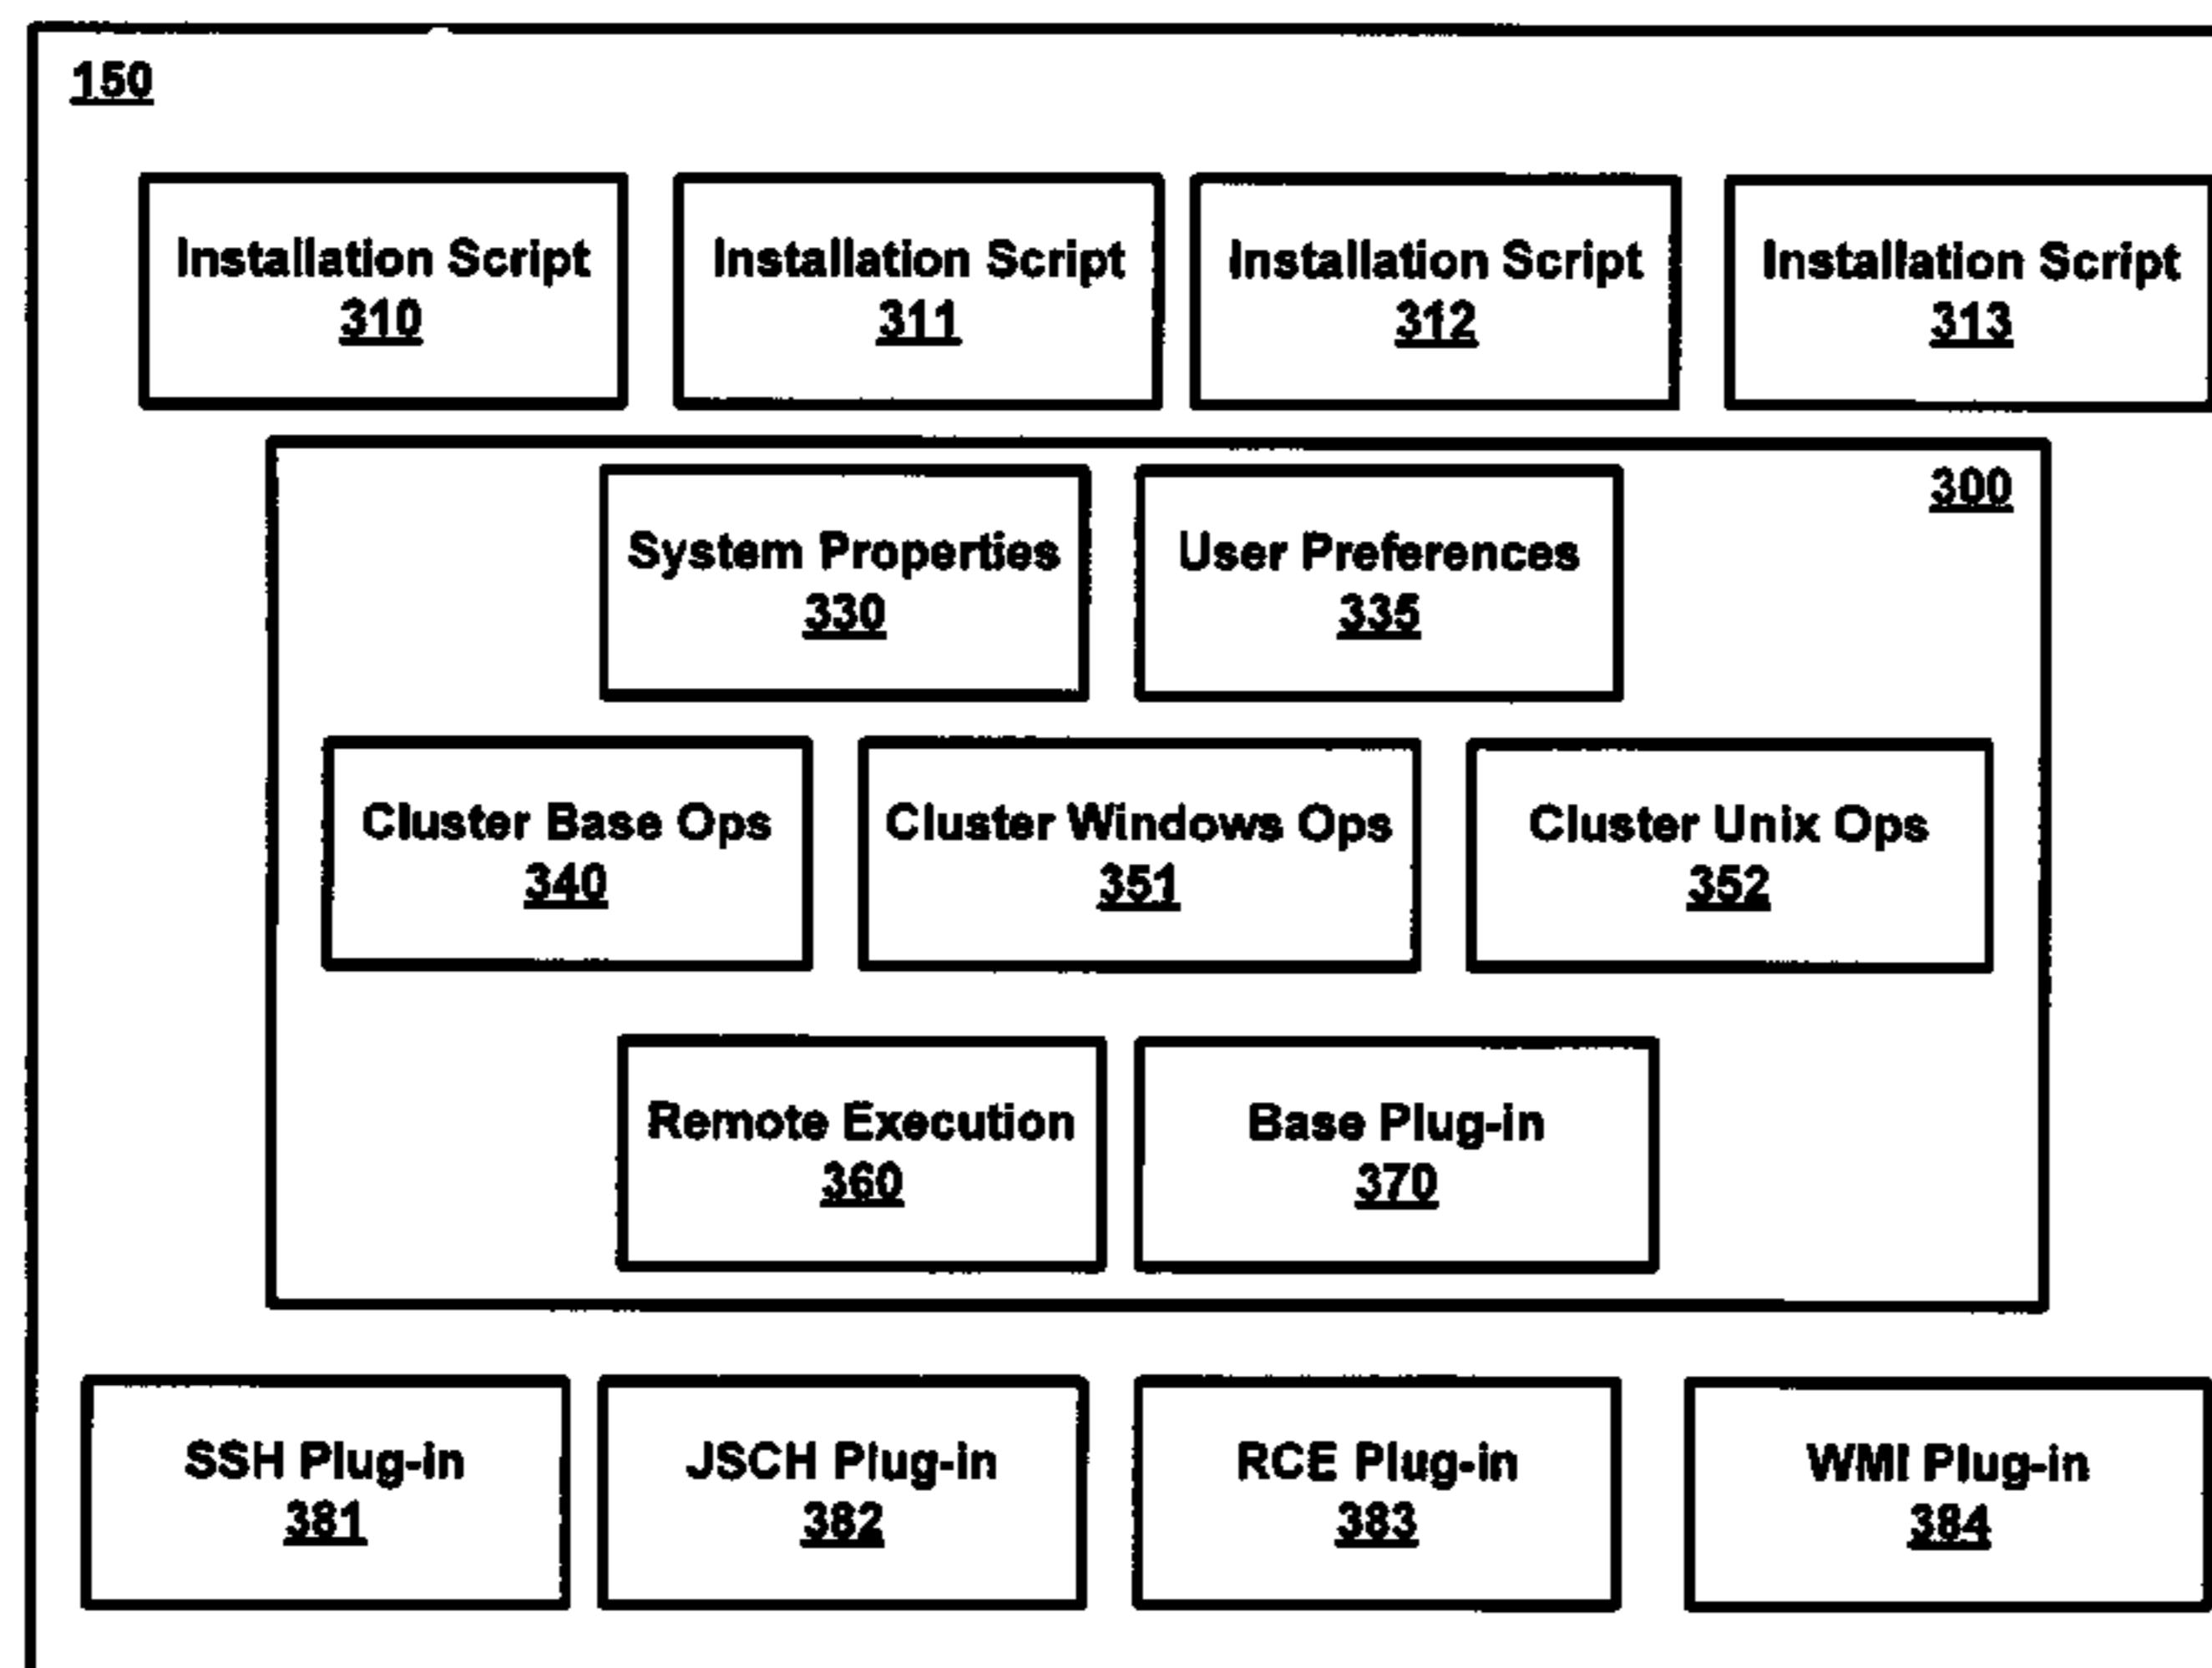 150
Installation Script
310
Installation Script
311
Installation Script
312
Installation Script
313
300
System Properties
330
User Preferences
335
Cluster Base Ops
340
Cluster Windows Ops
351
Cluster Unix Ops
352
Remote Execution
360
Base Plug-in
370
SSH Plug-in
381
JSCH Plug-in
382
RCE Plug-in
383
WMI Plug-in
384